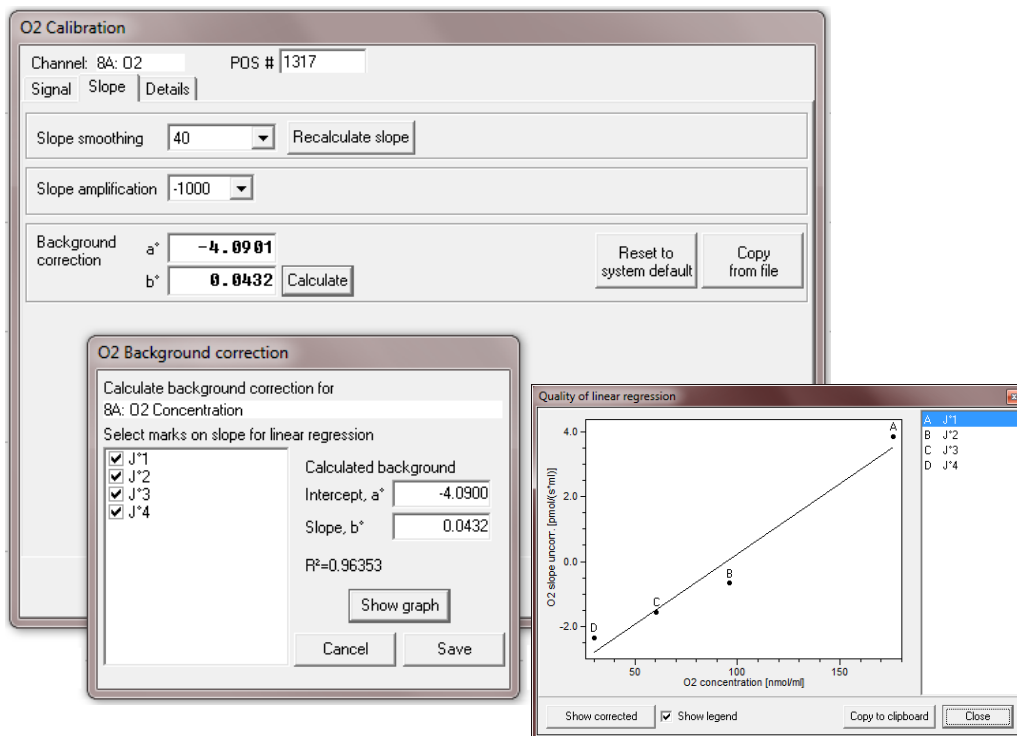 O2 Calibration
Channel: 8A: O2 POS # 1317
Signal Slope Details
Slope smoothing 40 Recalculate slope
Slope amplification -1000
Background
correction
a° -4.0901
b° 0.0432 Calculate
Reset to
system default
Copy
from file
O2 Background correction
Calculate background correction for
8A: O2 Concentration
Select marks on slope for linear regression
J°1
J°2
J°3
J°4
Calculated background
Intercept, a° -4.0900
Slope, b° 0.0432
R²=0.96353
Show graph
Cancel Save
Quality of linear regression
O2 slope uncorr. [pmol/(s*ml)]
4.0
2.0
0.0
-2.0
A
B
C
D
50 100 150
O2 concentration [nmol/ml]
A J°1
B J°2
C J°3
D J°4
Show corrected Show legend Copy to clipboard Close